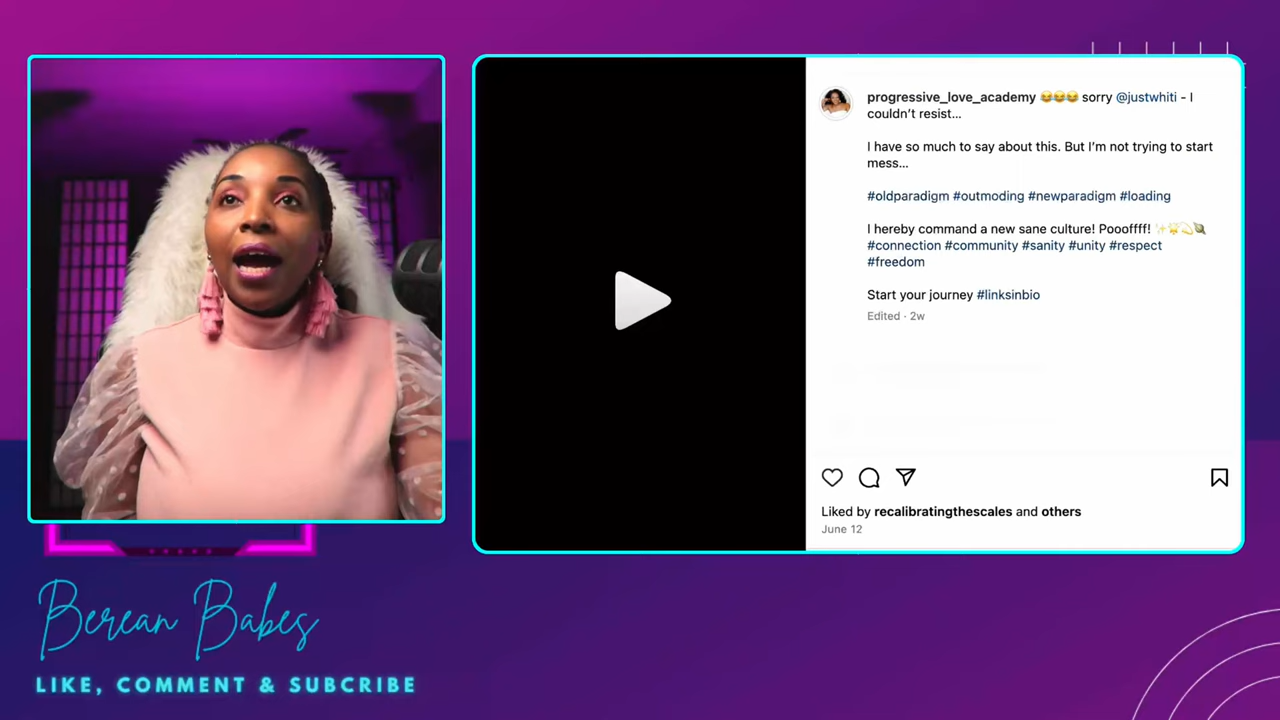 progressive_love_academy 😂😂😂 sorry @justwhiti - I
couldn't resist...
I have so much to say about this. But I'm not trying to start
mess...
#oldparadigm #outmoding #newparadigm #loading
I hereby command a new sane culture! Poooffff!
#connection #community #sanity #unity #respect
#freedom
Start your journey #linksinbio
Edited · 2w
Liked by recalibratingthescales and others
June 12
Berean Babes
LIKE, COMMENT & SUBCRIBE